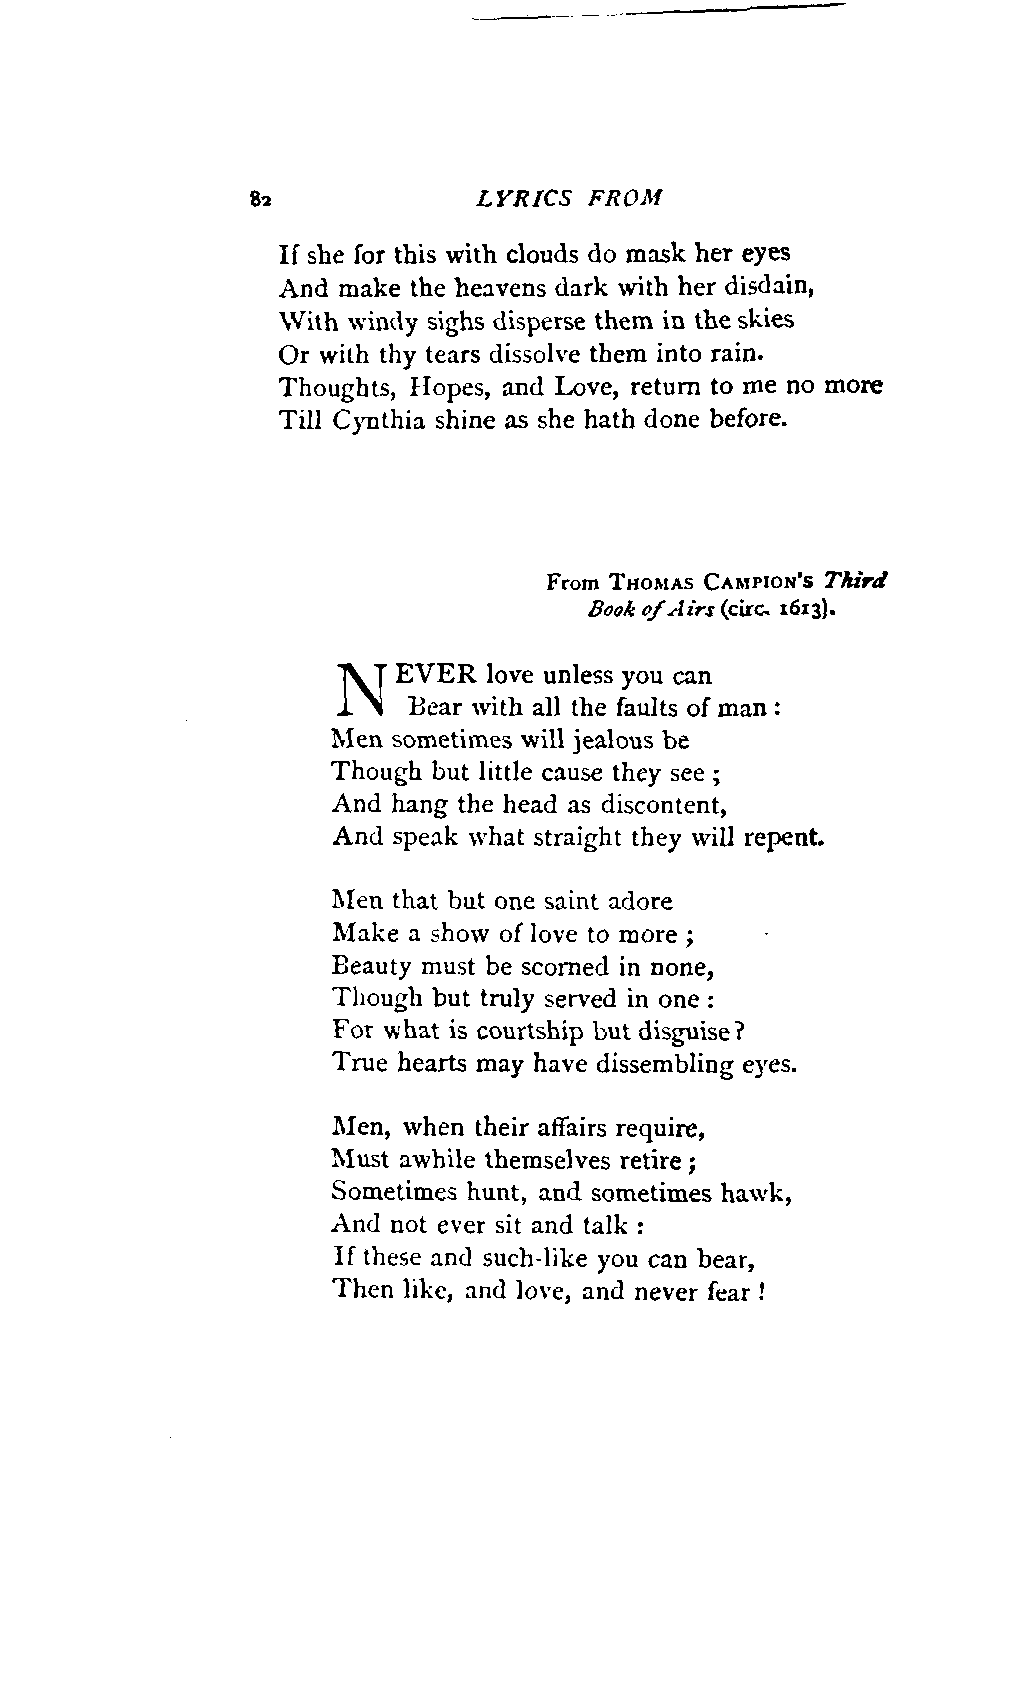 82 LYRICS FROM
If she for this with clouds do mask her eyes
And make the heavens dark with her disdain,
With windy sighs disperse them in the skies
Or with thy tears dissolve them into rain.
Thoughts, Hopes, and Love, return to me no more
Till Cynthia shine as she hath done before.
From THOMAS CAMPION'S Third
Book of Airs (circ. 1613).
NEVER love unless you can
Bear with all the faults of man :
Men sometimes will jealous be
Though but little cause they see ;
And hang the head as discontent,
And speak what straight they will repent.
Men that but one saint adore
Make a show of love to more ;
Beauty must be scorned in none,
Though but truly served in one :
For what is courtship but disguise?
True hearts may have dissembling eyes.
Men, when their affairs require,
Must awhile themselves retire ;
Sometimes hunt, and sometimes hawk,
And not ever sit and talk :
If these and such-like you can bear,
Then like, and love, and never fear !